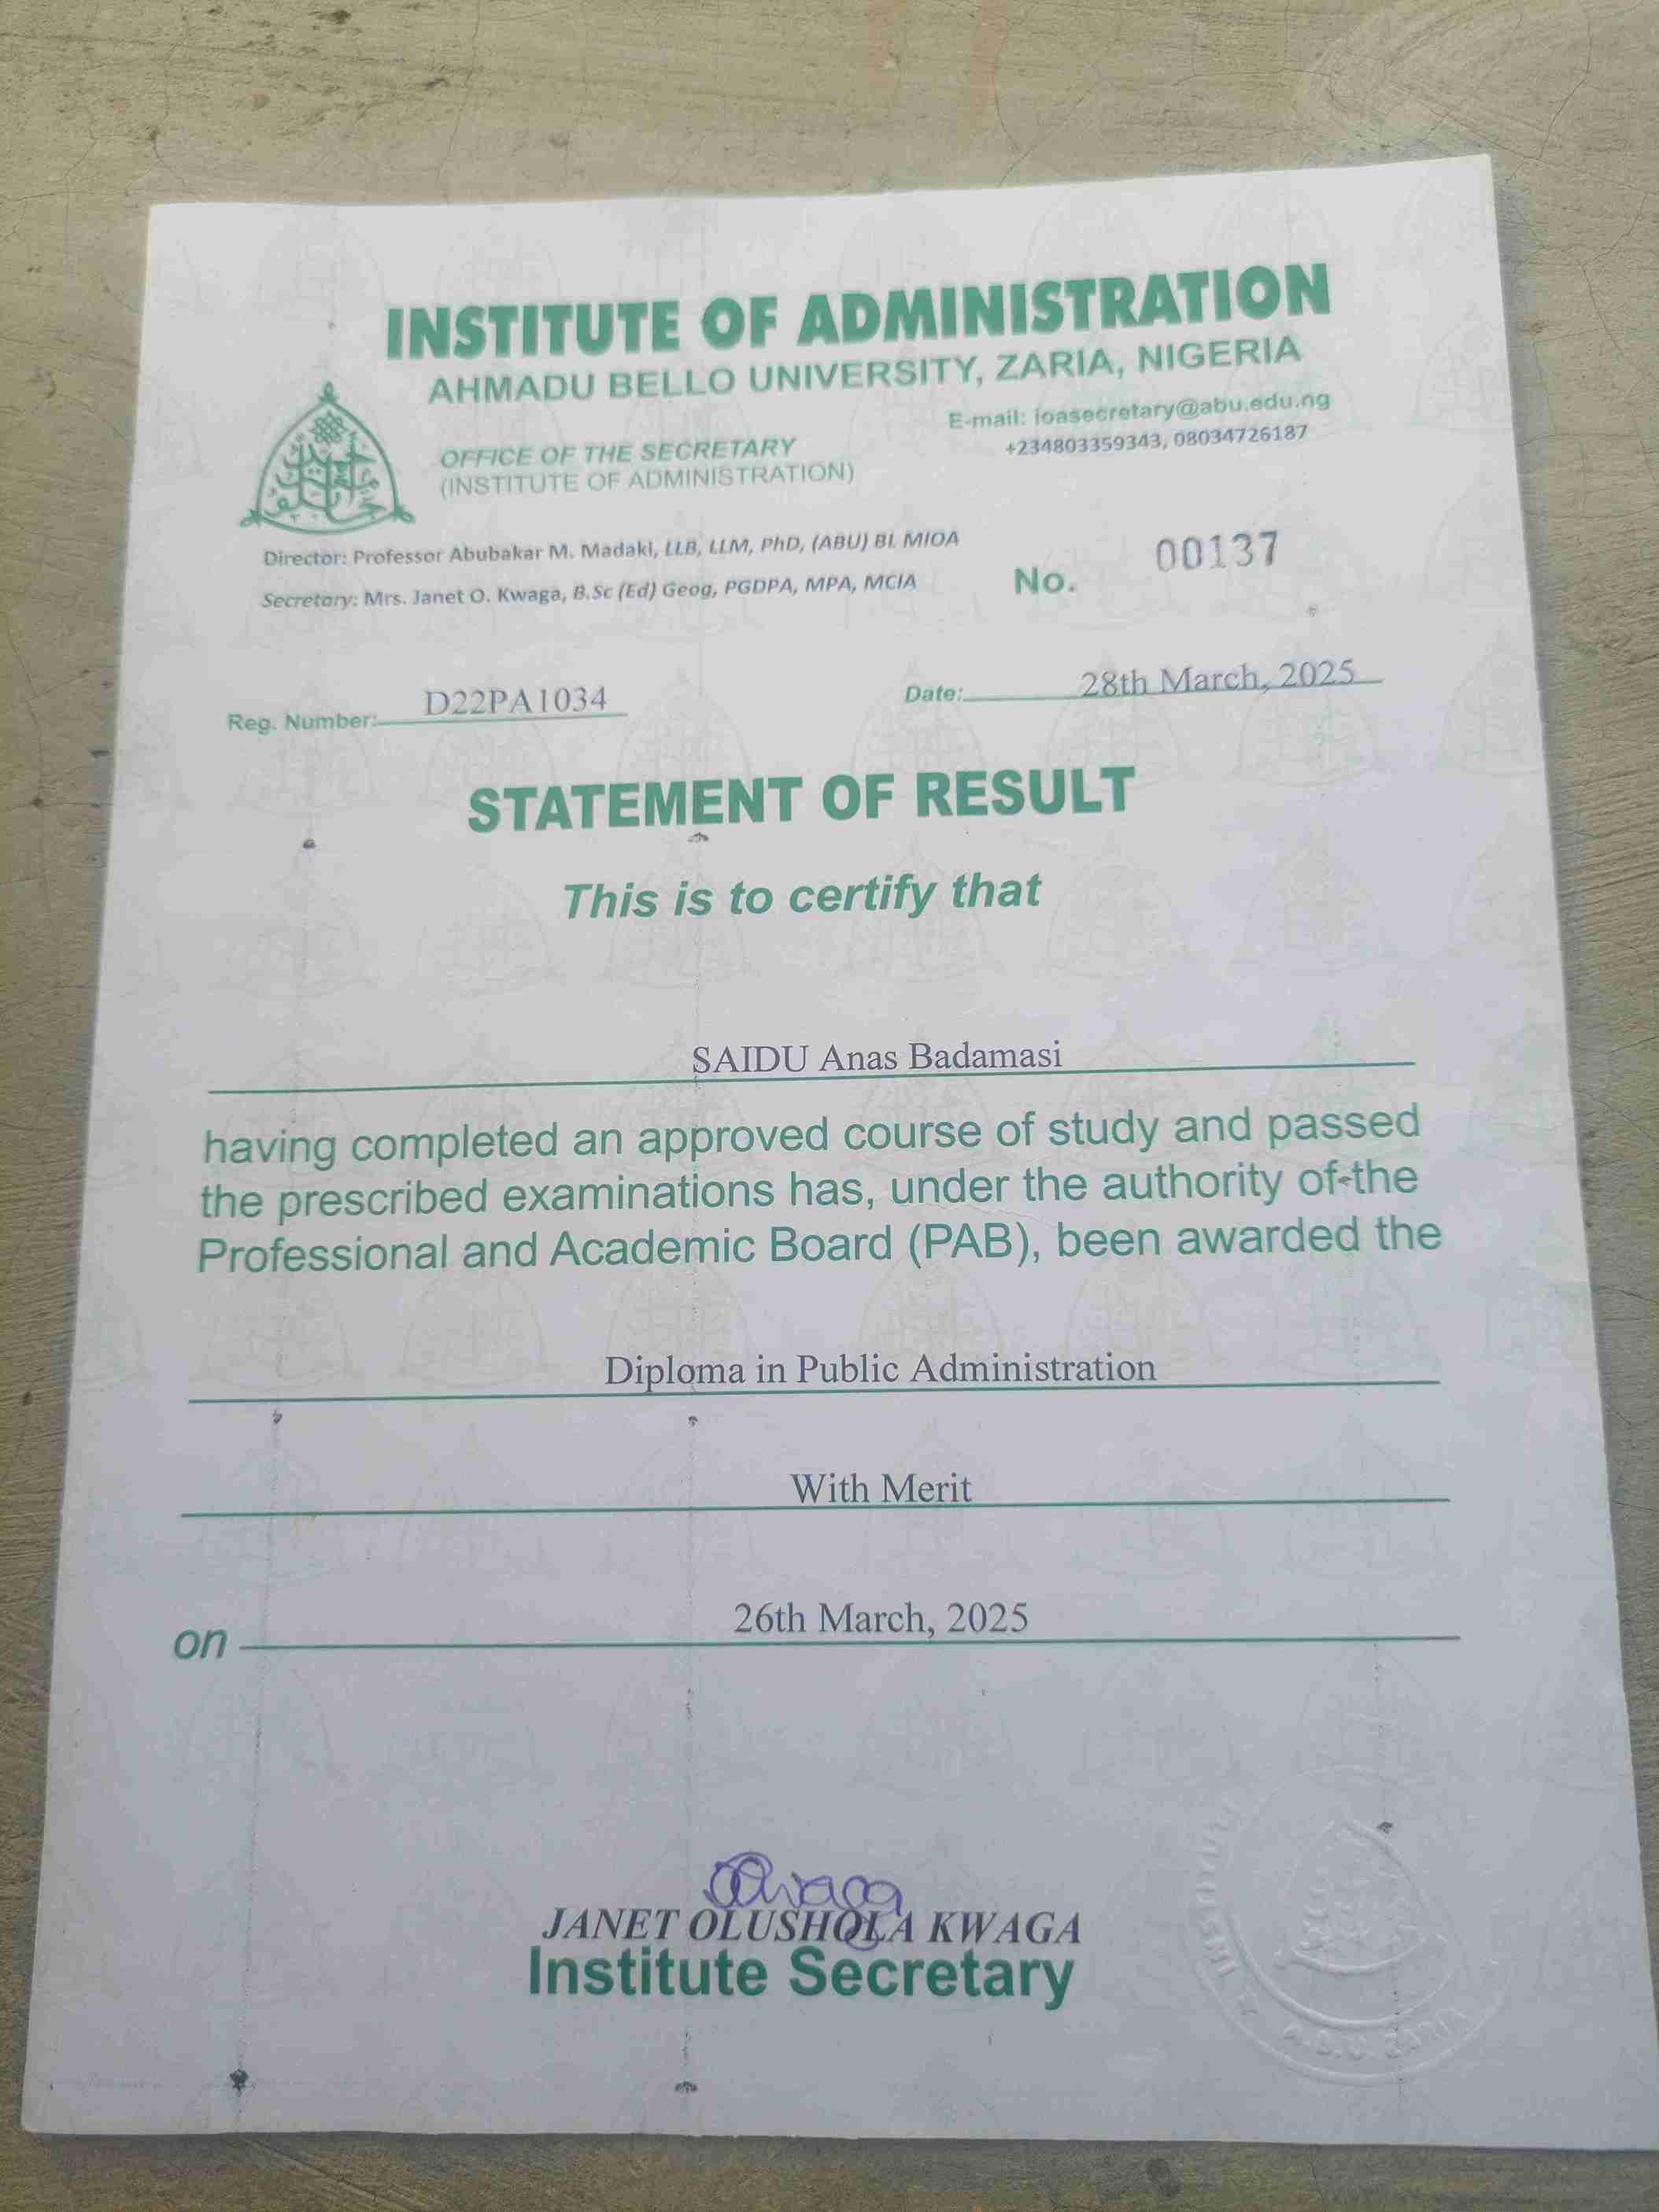 INSTITUTE OF ADMINISTRATION
AHMADU BELLO UNIVERSITY, ZARIA, NIGERIA
E-mail: ioasecretary@abu.edu.ng
+234803359343, 08034726187
OFFICE OF THE SECRETARY
(INSTITUTE OF ADMINISTRATION)
Director: Professor Abubakar M. Madaki, LLB, LLM, PhD, (ABU) BL MIOA
Secretary: Mrs. Janet O. Kwaga, B.Sc (Ed) Geog, PGDPA, MPA, MCIA
No. 00137
Reg. Number: D22PA1034
Date: 28th March, 2025
STATEMENT OF RESULT
This is to certify that
SAIDU Anas Badamasi
having completed an approved course of study and passed
the prescribed examinations has, under the authority of the
Professional and Academic Board (PAB), been awarded the
Diploma in Public Administration
With Merit
on 26th March, 2025
JANET OLUSHOLA KWAGA
Institute Secretary
A.B.U ZARIA